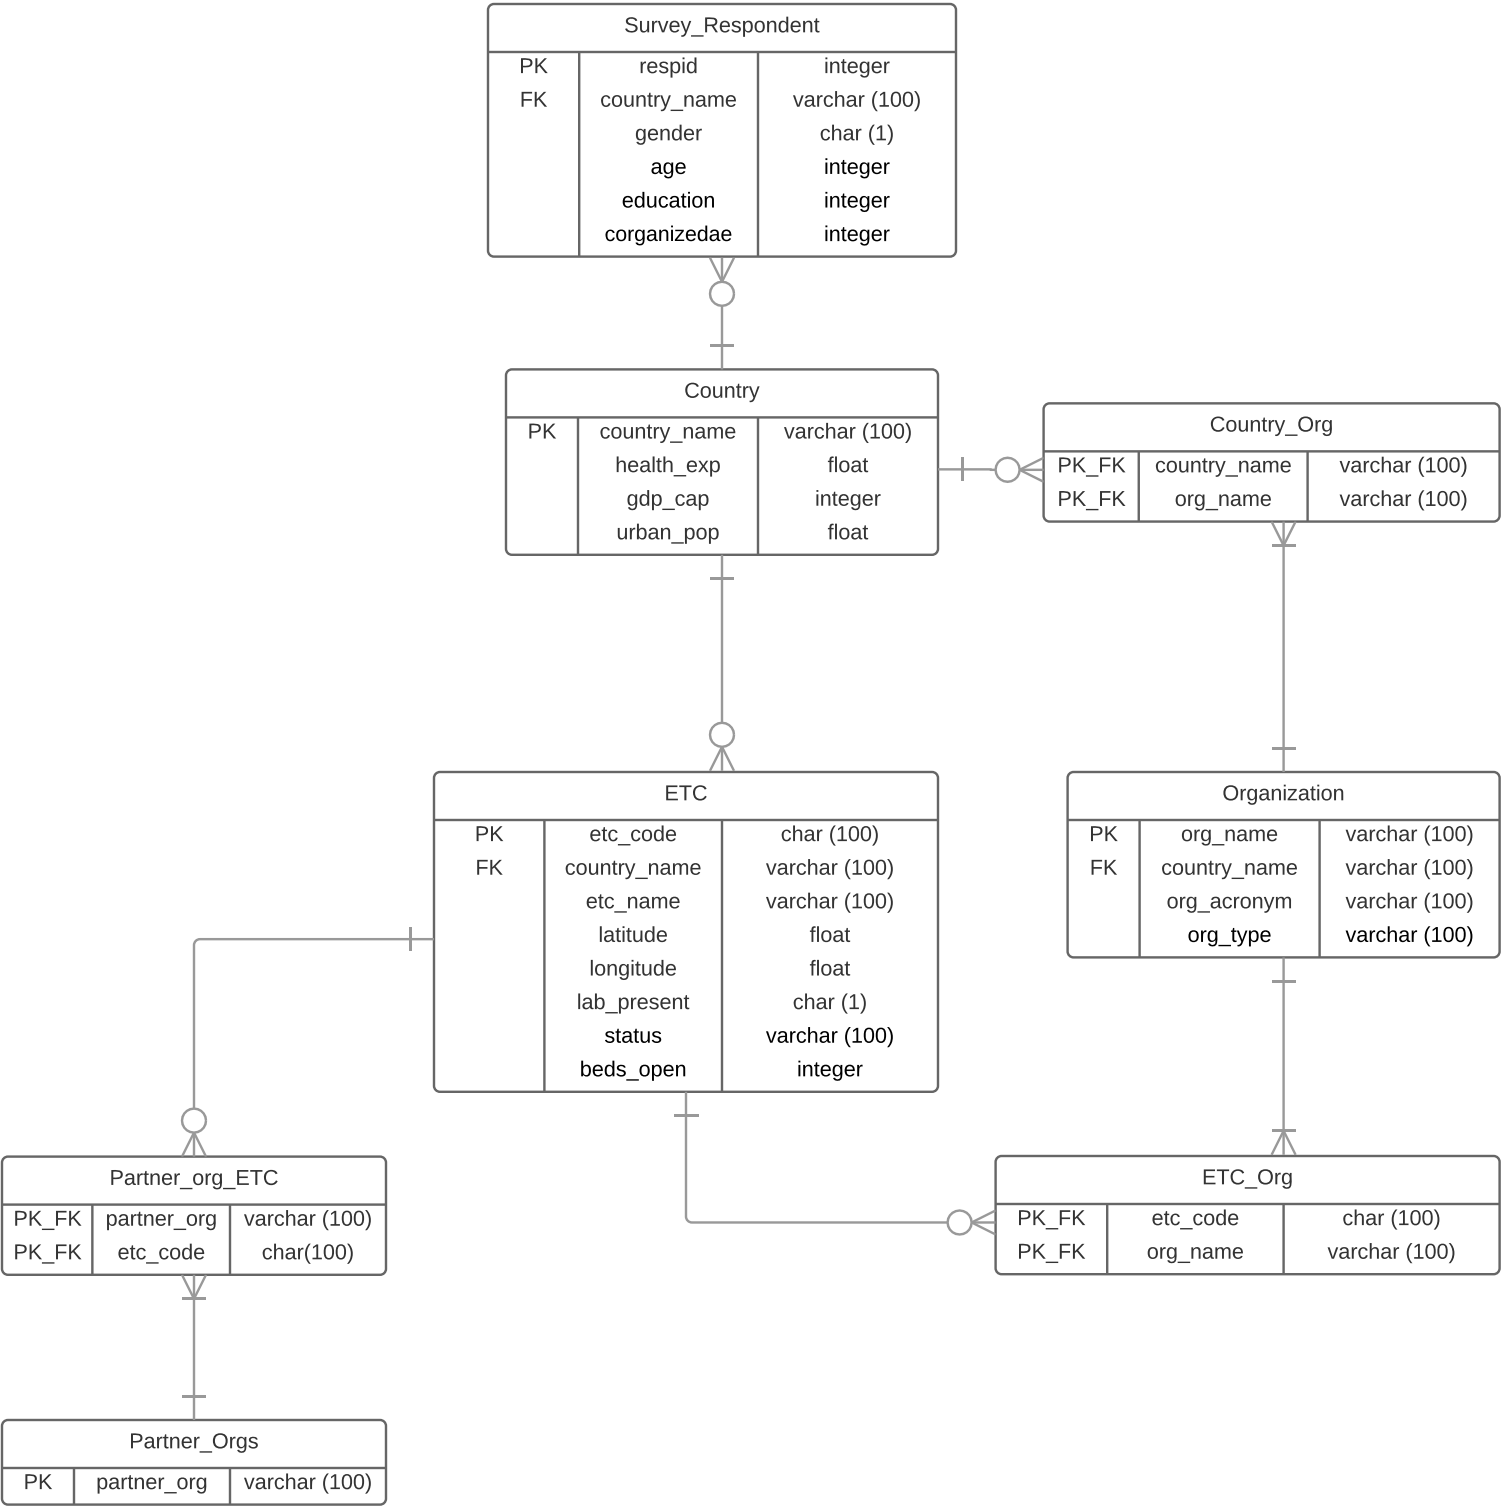 Survey_Respondent
PK respid integer
FK country_name varchar (100)
gender char (1)
age integer
education integer
corganizedae integer
Country
PK country_name varchar (100)
health_exp float
gdp_cap integer
urban_pop float
Country_Org
PK_FK country_name varchar (100)
PK_FK org_name varchar (100)
ETC
PK etc_code char (100)
FK country_name varchar (100)
etc_name varchar (100)
latitude float
longitude float
lab_present char (1)
status varchar (100)
beds_open integer
Organization
PK org_name varchar (100)
FK country_name varchar (100)
org_acronym varchar (100)
org_type varchar (100)
Partner_org_ETC
PK_FK partner_org varchar (100)
PK_FK etc_code char(100)
ETC_Org
PK_FK etc_code char (100)
PK_FK org_name varchar (100)
Partner_Orgs
PK partner_org varchar (100)